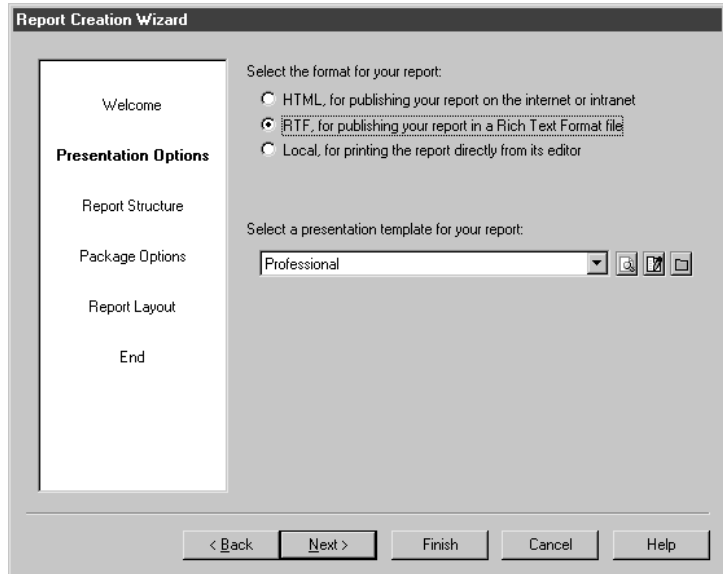 Report Creation Wizard
Welcome
Presentation Options
Report Structure
Package Options
Report Layout
End
Select the format for your report:
HTML, for publishing your report on the internet or intranet
RTF, for publishing your report in a Rich Text Format file
Local, for printing the report directly from its editor
Select a presentation template for your report:
Professional
< Back Next > Finish Cancel Help